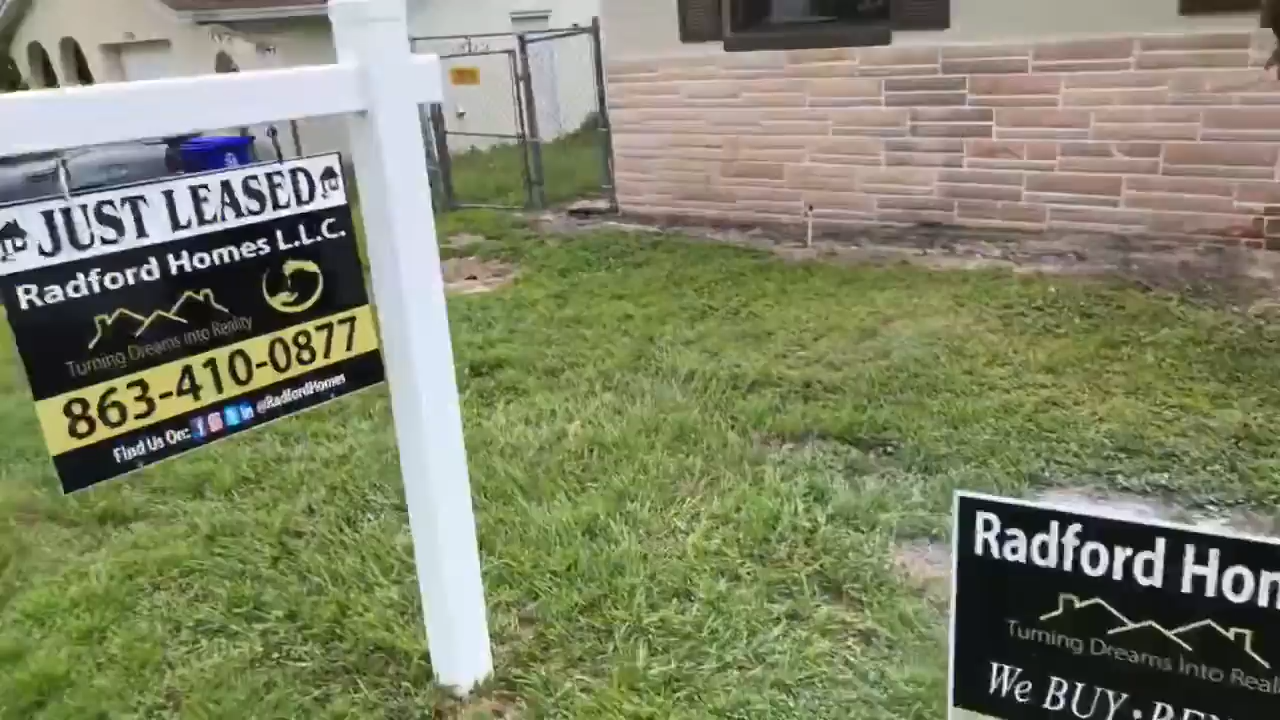 JUST LEASED
Radford Homes L.L.C.
Turning Dreams Into Reality
863-410-0877
Find Us On: @RadfordHomes
Radford Hom
Turning Dreams Into Real
We BUY •